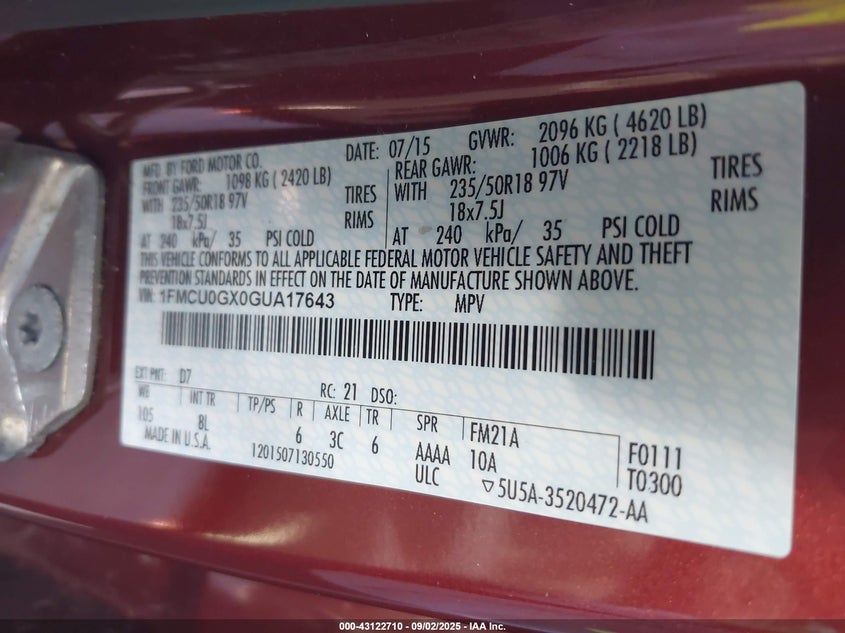 MFD. BY FORD MOTOR CO. DATE: 07/15 GVWR: 2096 KG ( 4620 LB)
FRONT GAWR: 1098 KG ( 2420 LB) REAR GAWR: 1006 KG ( 2218 LB)
WITH 235/50R18 97V TIRES WITH 235/50R18 97V TIRES
18x7.5J RIMS 18x7.5J RIMS
AT 240 kPa/ 35 PSI COLD AT 240 kPa/ 35 PSI COLD
THIS VEHICLE CONFORMS TO ALL APPLICABLE FEDERAL MOTOR VEHICLE SAFETY AND THEFT
PREVENTION STANDARDS IN EFFECT ON THE DATE OF MANUFACTURE SHOWN ABOVE.
VIN: 1FMCU0GX0GUA17643 TYPE: MPV
EXT PNT: D7 RC: 21 DSO:
WB INT TR TP/PS R AXLE TR SPR FM21A
105 8L 6 3C 6 AAAA 10A F0111
MADE IN U.S.A. 1201507130550 ULC T0300
▽5U5A-3520472-AA
000-43122710 - 09/02/2025 - IAA Inc.